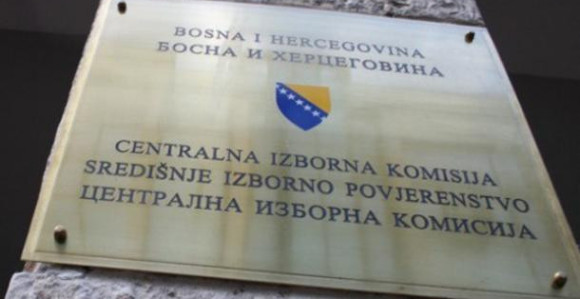 BOSNA I HERCEGOVINA
БОСНА И ХЕРЦЕГОВИНА
CENTRALNA IZBORNA KOMISIJA
SREDIŠNJE IZBORNO POVJERENSTVO
ЦЕНТРАЛНА ИЗБОРНА КОМИСИЈА